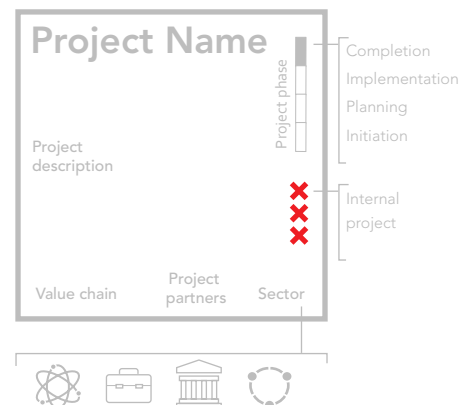 Project Name
Project phase
Completion
Implementation
Planning
Initiation
Project
description
Internal
project
Value chain
Project
partners
Sector